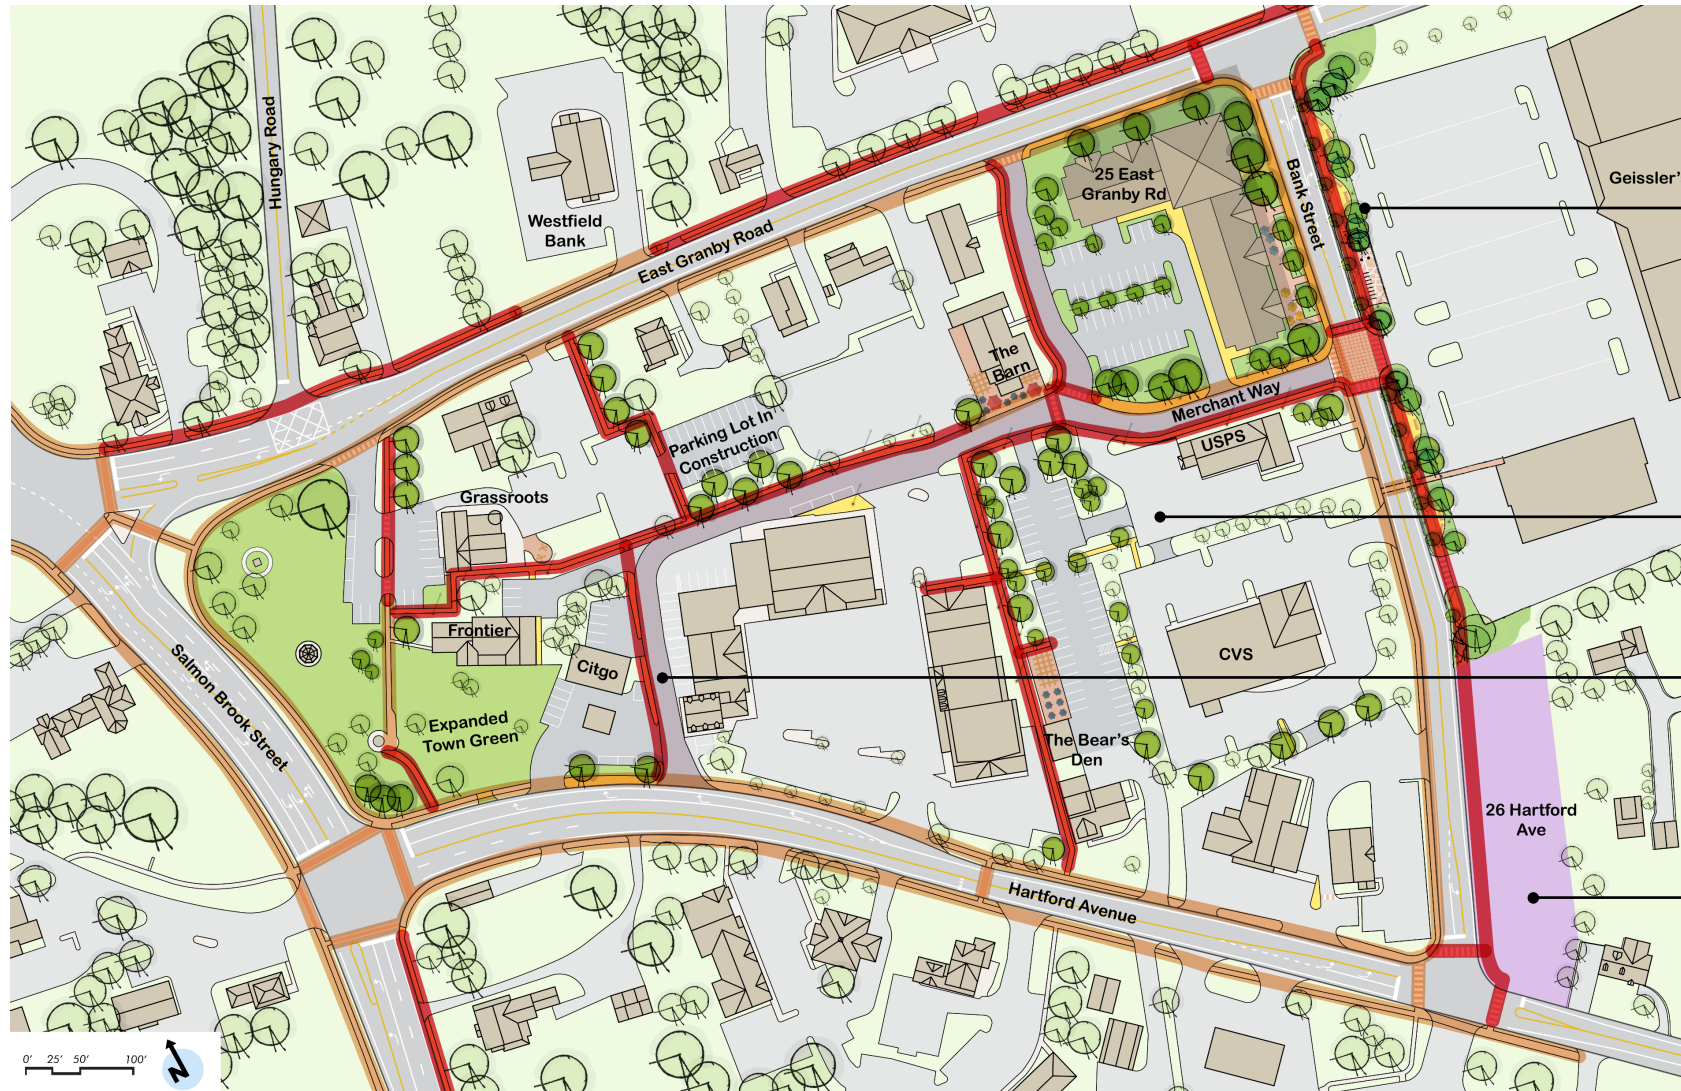 Hungary Road
Westfield
Bank
East Granby Road
25 East
Granby Rd
Bank Street
Geissler'
The
Barn
Merchant Way
USPS
Parking Lot In
Construction
Grassroots
Frontier
Citgo
Salmon Brook Street
Expanded
Town Green
CVS
The Bear's
Den
26 Hartford
Ave
Hartford Avenue
0' 25' 50' 100'
N